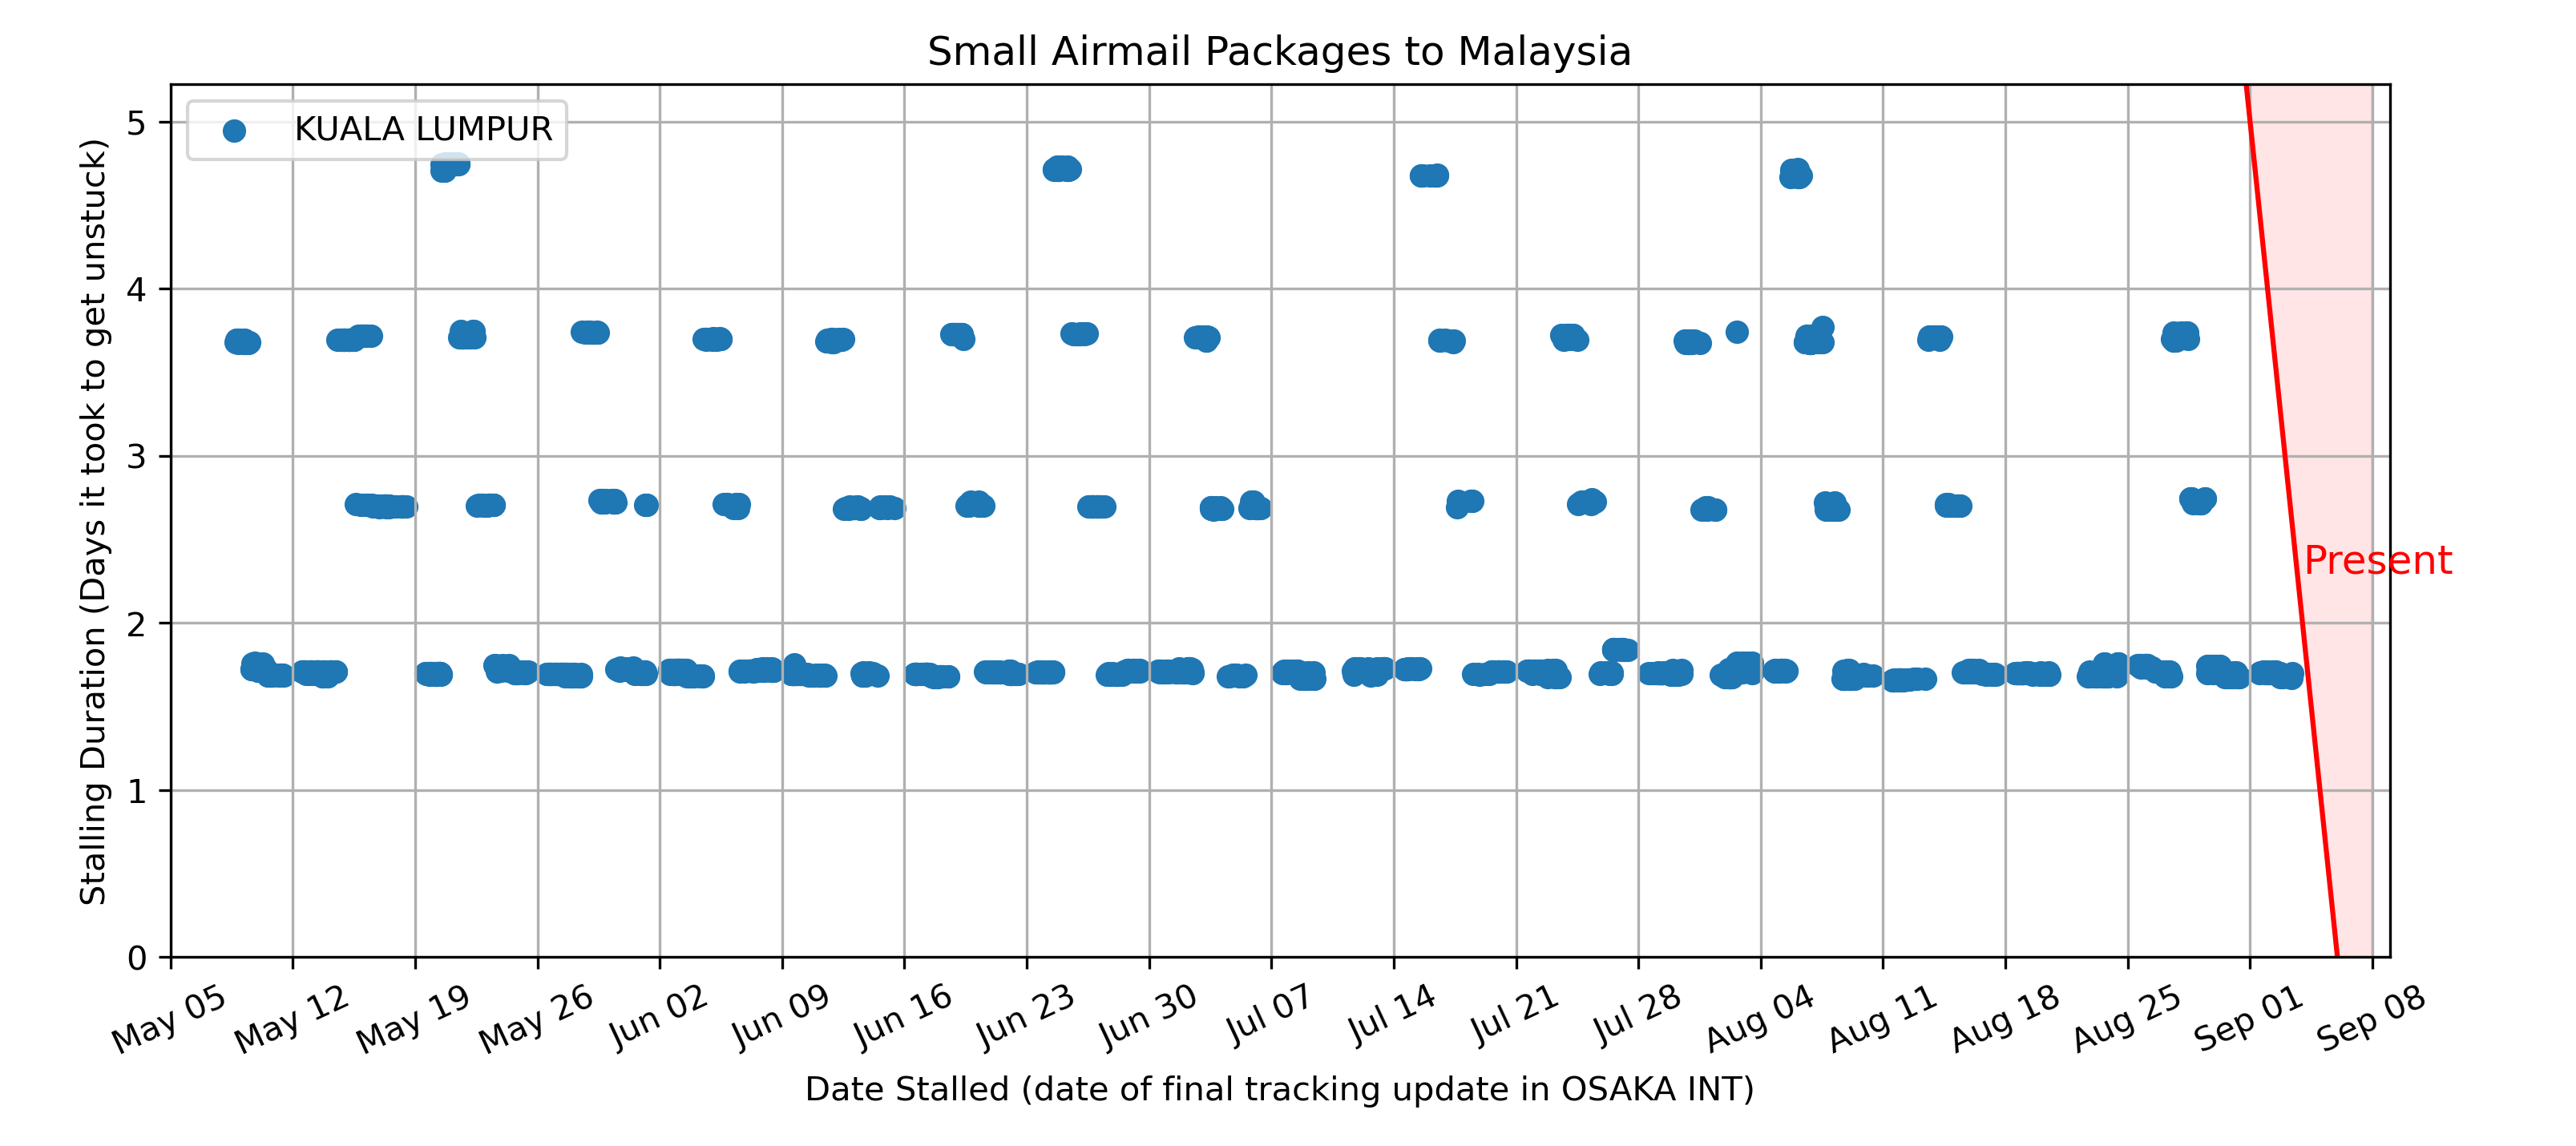 Small Airmail Packages to Malaysia
KUALA LUMPUR
Stalling Duration (Days it took to get unstuck)
5
4
3
2
1
0
Present
May 05
May 12
May 19
May 26
Jun 02
Jun 09
Jun 16
Jun 23
Jun 30
Jul 07
Jul 14
Jul 21
Jul 28
Aug 04
Aug 11
Aug 18
Aug 25
Sep 01
Sep 08
Date Stalled (date of final tracking update in OSAKA INT)